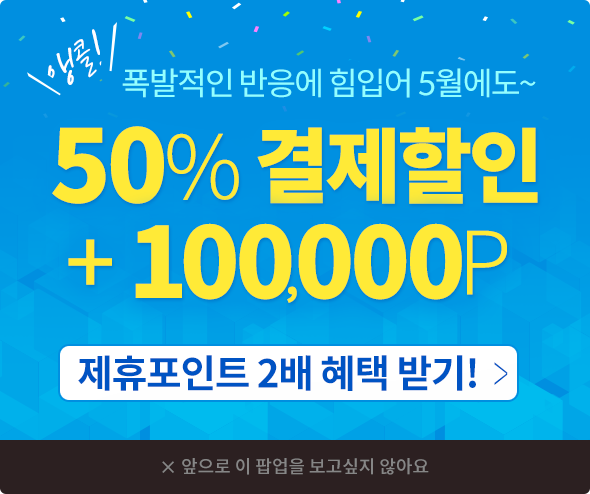 앵콜!
폭발적인 반응에 힘입어 5월에도~
50% 결제할인
+ 100,000P
제휴포인트 2배 혜택 받기! >
× 앞으로 이 팝업을 보고싶지 않아요